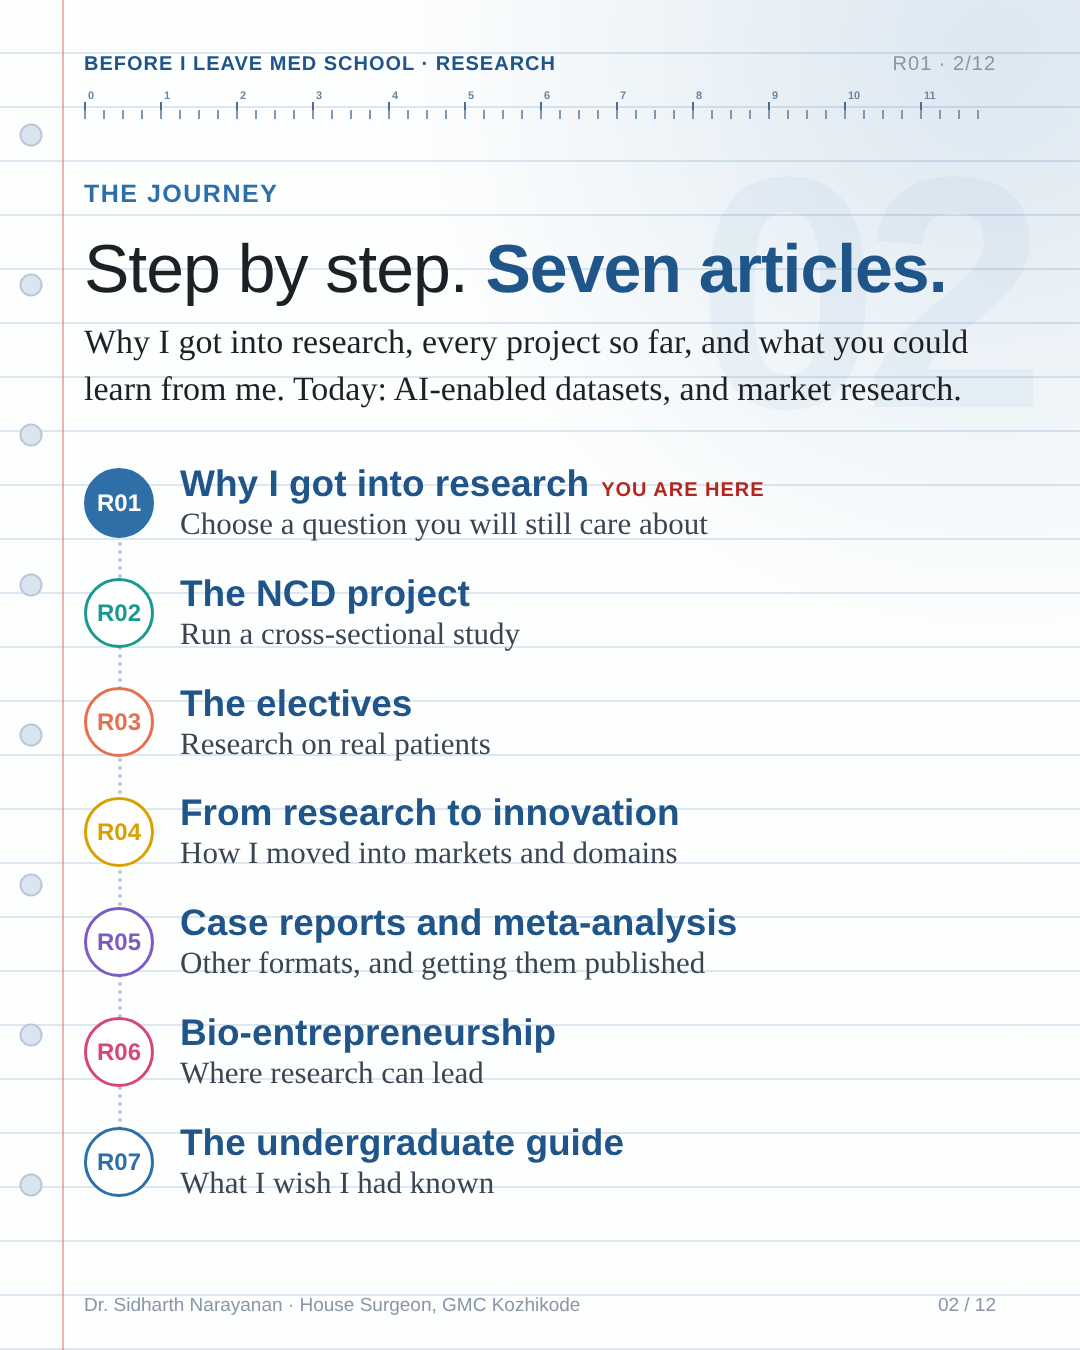 BEFORE I LEAVE MED SCHOOL · RESEARCH
R01 · 2/12
0 1 2 3 4 5 6 7 8 9 10 11
02
THE JOURNEY
Step by step. Seven articles.
Why I got into research, every project so far, and what you could
learn from me. Today: AI-enabled datasets, and market research.
R01
Why I got into research YOU ARE HERE
Choose a question you will still care about
R02
The NCD project
Run a cross-sectional study
R03
The electives
Research on real patients
R04
From research to innovation
How I moved into markets and domains
R05
Case reports and meta-analysis
Other formats, and getting them published
R06
Bio-entrepreneurship
Where research can lead
R07
The undergraduate guide
What I wish I had known
Dr. Sidharth Narayanan · House Surgeon, GMC Kozhikode
02 / 12